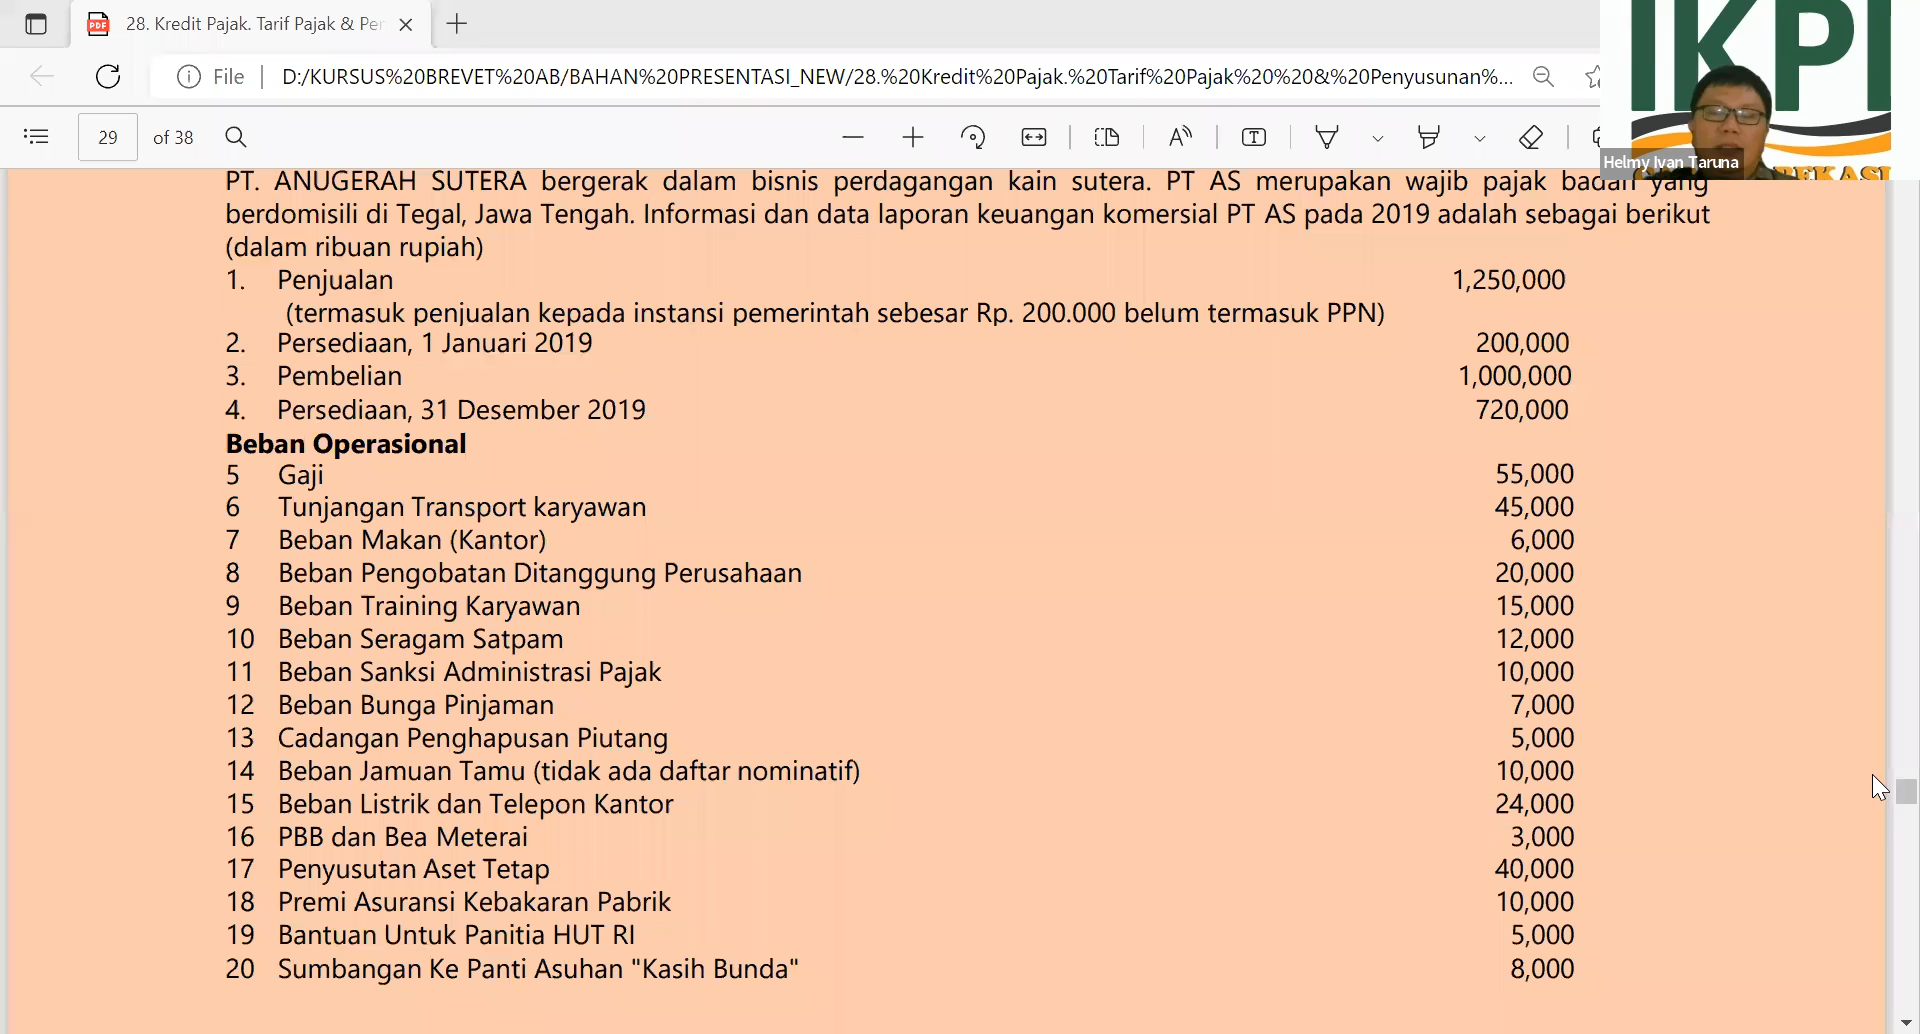 28. Kredit Pajak. Tarif Pajak & Per
File
D:/KURSUS%20BREVET%20AB/BAHAN%20PRESENTASI_NEW/28.%20Kredit%20Pajak.%20Tarif%20Pajak%20%20&%20Penyusunan%...
29 of 38
IKPI
Helmy Ivan Taruna
BEKASI
PT. ANUGERAH SUTERA bergerak dalam bisnis perdagangan kain sutera. PT AS merupakan wajib pajak badan yang
berdomisili di Tegal, Jawa Tengah. Informasi dan data laporan keuangan komersial PT AS pada 2019 adalah sebagai berikut
(dalam ribuan rupiah)
1. Penjualan 1,250,000
(termasuk penjualan kepada instansi pemerintah sebesar Rp. 200.000 belum termasuk PPN)
2. Persediaan, 1 Januari 2019 200,000
3. Pembelian 1,000,000
4. Persediaan, 31 Desember 2019 720,000
Beban Operasional
5 Gaji 55,000
6 Tunjangan Transport karyawan 45,000
7 Beban Makan (Kantor) 6,000
8 Beban Pengobatan Ditanggung Perusahaan 20,000
9 Beban Training Karyawan 15,000
10 Beban Seragam Satpam 12,000
11 Beban Sanksi Administrasi Pajak 10,000
12 Beban Bunga Pinjaman 7,000
13 Cadangan Penghapusan Piutang 5,000
14 Beban Jamuan Tamu (tidak ada daftar nominatif) 10,000
15 Beban Listrik dan Telepon Kantor 24,000
16 PBB dan Bea Meterai 3,000
17 Penyusutan Aset Tetap 40,000
18 Premi Asuransi Kebakaran Pabrik 10,000
19 Bantuan Untuk Panitia HUT RI 5,000
20 Sumbangan Ke Panti Asuhan "Kasih Bunda" 8,000